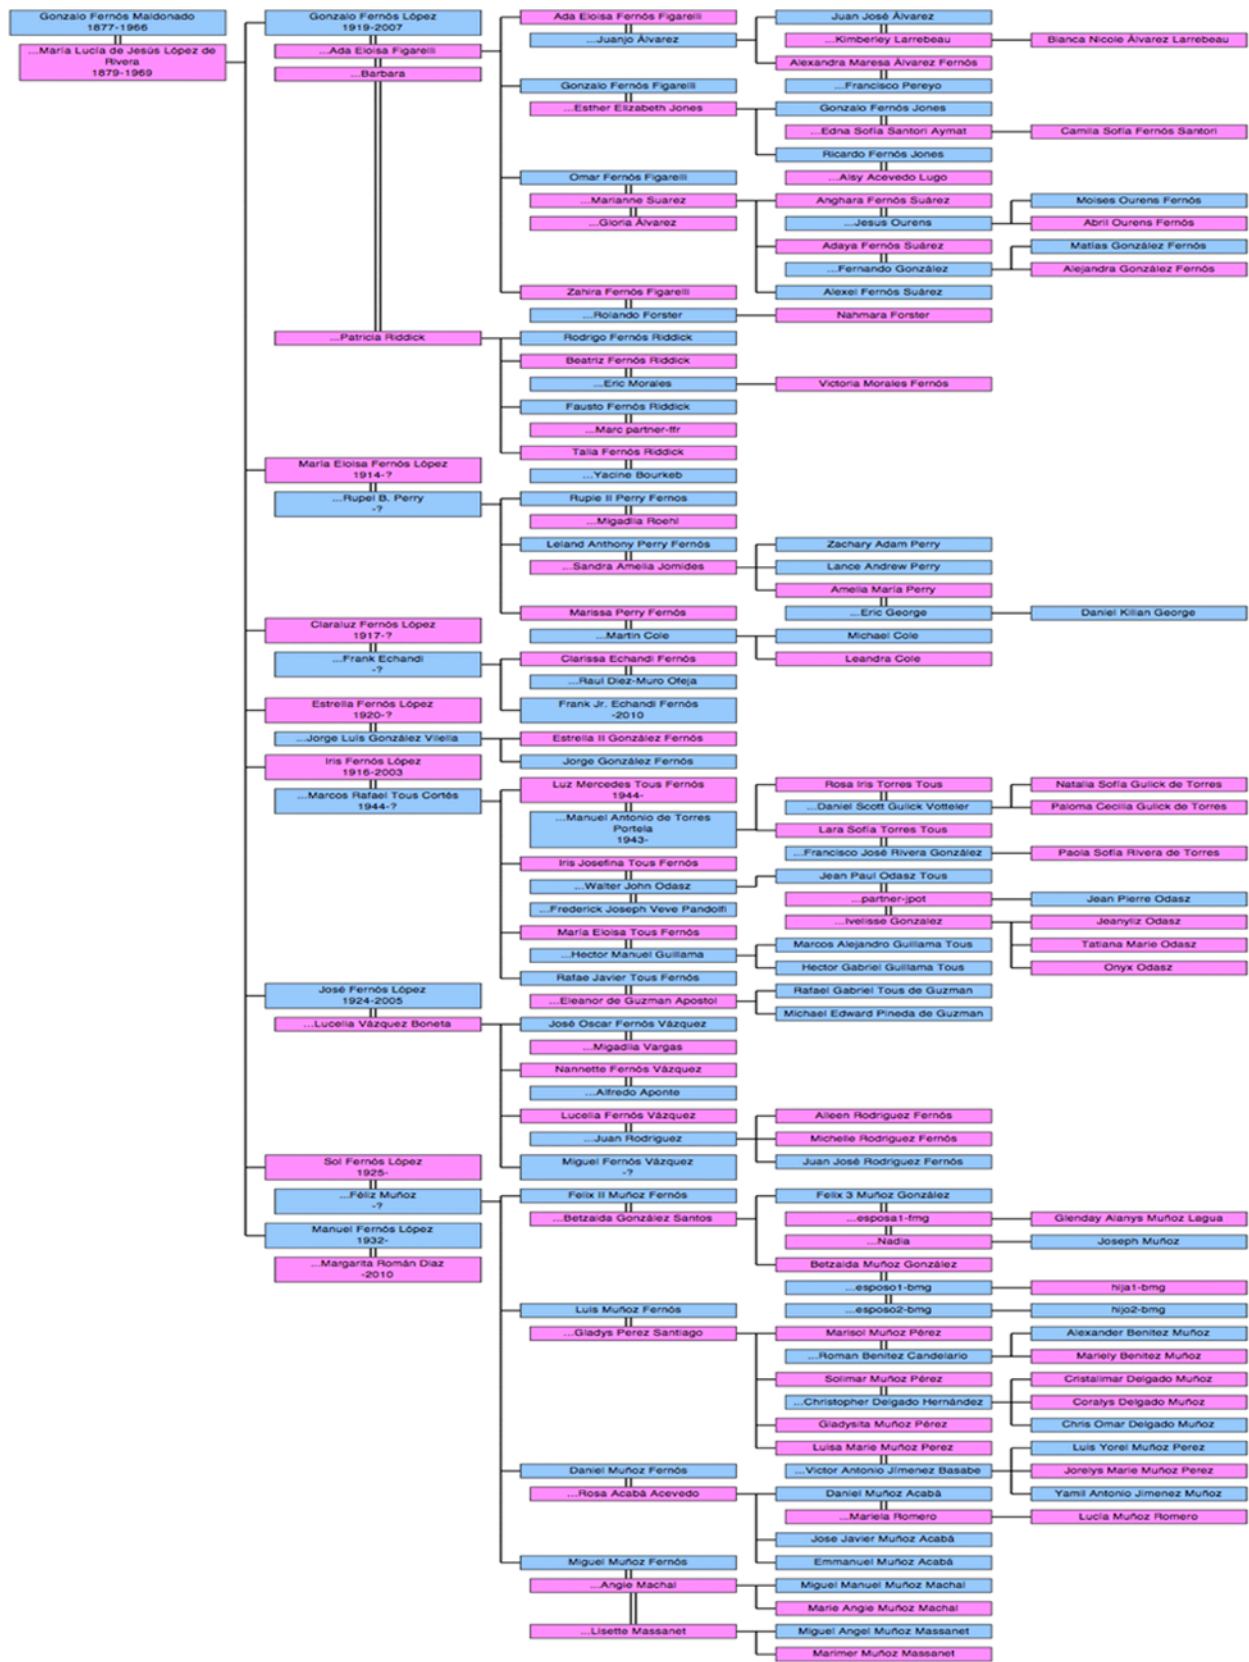 Gonzalo Fernós Maldonado
1877-1966
...María Lucía de Jesús López de
Rivera
1879-1969
Gonzalo Fernós López
1919-2007
...Ada Eloisa Figarelli
...Barbara
...Patricia Riddick
María Eloisa Fernós López
1914-?
...Rupel B. Perry
-?
Claraluz Fernós López
1917-?
...Frank Echandi
-?
Estrella Fernós López
1920-?
...Jorge Luis González Vilella
Iris Fernós López
1916-2003
...Marcos Rafael Tous Cortés
1944-?
José Fernós López
1924-2005
...Lucelia Vázquez Boneta
Sol Fernós López
1925-
...Féliz Muñoz
-?
Manuel Fernós López
1932-
...Margarita Román Diaz
-2010
Ada Eloisa Fernós Figarelli
...Juanjo Álvarez
Gonzalo Fernós Figarelli
...Esther Elizabeth Jones
Omar Fernós Figarelli
...Marianne Suarez
...Gloria Álvarez
Zahira Fernós Figarelli
...Rolando Forster
Rodrigo Fernós Riddick
Beatriz Fernós Riddick
...Eric Morales
Fausto Fernós Riddick
...Marc partner-ffr
Talia Fernós Riddick
...Yacine Bourkeb
Ruple II Perry Fernos
...Migadlia Roehl
Leland Anthony Perry Fernós
...Sandra Amelia Jomides
Marissa Perry Fernós
...Martin Cole
Clarissa Echandi Fernós
...Raul Diez-Muro Ofeja
Frank Jr. Echandi Fernós
-2010
Estrella II González Fernós
Jorge González Fernós
Luz Mercedes Tous Fernós
1944-
...Manuel Antonio de Torres
Portela
1943-
Iris Josefina Tous Fernós
...Walter John Odasz
...Frederick Joseph Veve Pandolfi
María Eloisa Tous Fernós
...Hector Manuel Guillama
Rafae Javier Tous Fernós
...Eleanor de Guzman Apostol
José Oscar Fernós Vázquez
...Migadlia Vargas
Nannette Fernós Vázquez
...Alfredo Aponte
Lucelia Fernós Vázquez
...Juan Rodriguez
Miguel Fernós Vázquez
-?
Felix II Muñoz Fernós
...Betzaida González Santos
Luis Muñoz Fernós
...Gladys Perez Santiago
Daniel Muñoz Fernós
...Rosa Acabá Acevedo
Miguel Muñoz Fernós
...Angie Machal
...Lisette Massanet
Juan José Álvarez
...Kimberley Larrebeau
Alexandra Maresa Álvarez Fernós
...Francisco Pereyo
Gonzalo Fernós Jones
...Edna Sofía Santori Aymat
Ricardo Fernós Jones
...Aisy Acevedo Lugo
Anghara Fernós Suárez
...Jesus Ourens
Adaya Fernós Suárez
...Fernando González
Alexei Fernós Suárez
Nahmara Forster
Victoria Morales Fernós
Zachary Adam Perry
Lance Andrew Perry
Amelia María Perry
...Eric George
Michael Cole
Leandra Cole
Rosa Iris Torres Tous
...Daniel Scott Gulick Votteler
Lara Sofía Torres Tous
...Francisco José Rivera González
Jean Paul Odasz Tous
...partner-jpot
...Ivelisse Gonzalez
Marcos Alejandro Guillama Tous
Hector Gabriel Guillama Tous
Rafael Gabriel Tous de Guzman
Michael Edward Pineda de Guzman
Aileen Rodriguez Fernós
Michelle Rodriguez Fernós
Juan José Rodriguez Fernós
Felix 3 Muñoz González
...esposa1-fmg
...Nadia
Betzaida Muñoz González
...esposo1-bmg
...esposo2-bmg
Marisol Muñoz Pérez
...Roman Benitez Candelario
Solimar Muñoz Pérez
...Christopher Delgado Hernández
Gladysita Muñoz Pérez
Luisa Marie Muñoz Perez
...Victor Antonio Jímenez Basabe
Daniel Muñoz Acabá
...Mariela Romero
Jose Javier Muñoz Acabá
Emmanuel Muñoz Acabá
Miguel Manuel Muñoz Machal
Marie Angie Muñoz Machal
Miguel Angel Muñoz Massanet
Marimer Muñoz Massanet
Bianca Nicole Álvarez Larrebeau
Camila Sofía Fernós Santori
Moises Ourens Fernós
Abril Ourens Fernós
Matías González Fernós
Alejandra González Fernós
Daniel Kilian George
Natalia Sofía Gulick de Torres
Paloma Cecilia Gulick de Torres
Paola Sofía Rivera de Torres
Jean Pierre Odasz
Jeanyliz Odasz
Tatiana Marie Odasz
Onyx Odasz
Glenday Alanys Muñoz Lagua
Joseph Muñoz
hija1-bmg
hijo2-bmg
Alexander Benitez Muñoz
Mariely Benitez Muñoz
Cristalimar Delgado Muñoz
Coralys Delgado Muñoz
Chris Omar Delgado Muñoz
Luis Yorel Muñoz Perez
Jorelys Marie Muñoz Perez
Yamil Antonio Jímenez Muñoz
Lucía Muñoz Romero